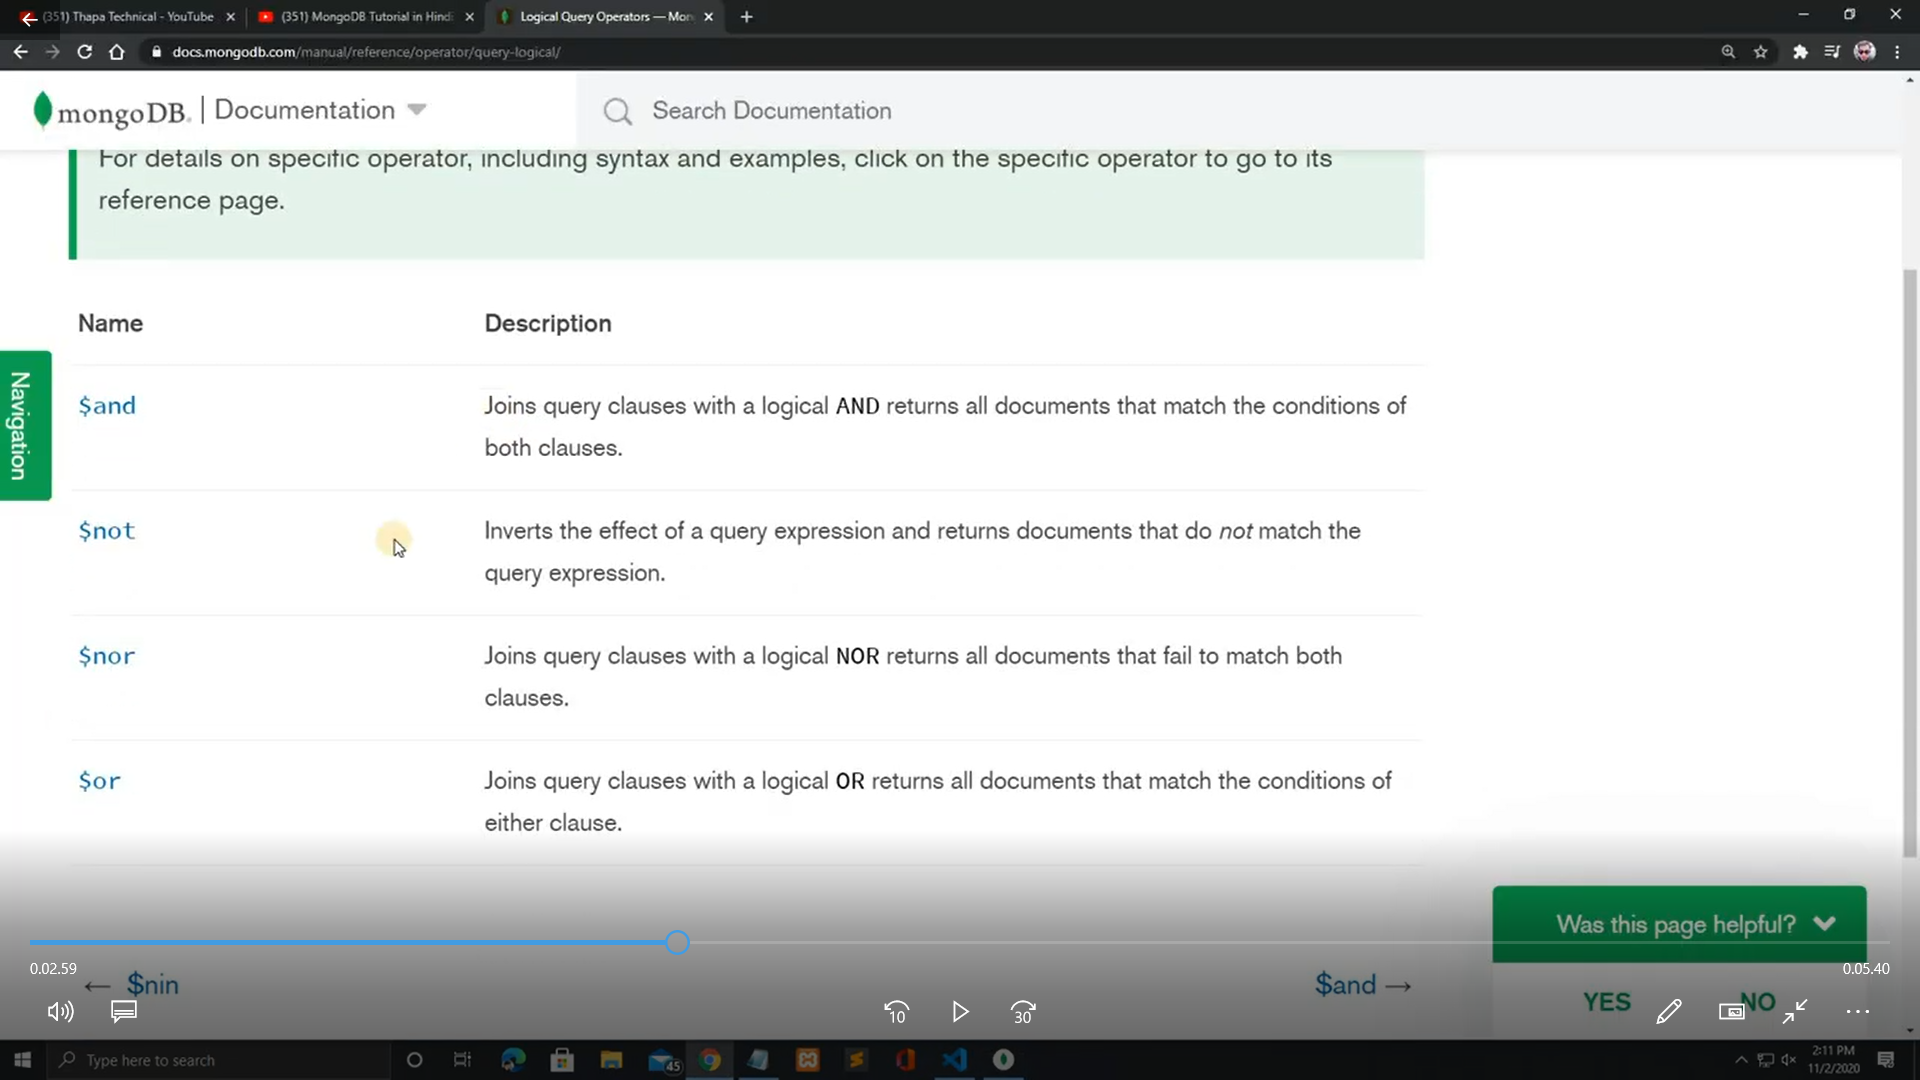 (351) Thapa Technical - YouTube
(351) MongoDB Tutorial in Hindi
Logical Query Operators — Mon
docs.mongodb.com/manual/reference/operator/query-logical/
mongoDB. | Documentation
Search Documentation
For details on specific operator, including syntax and examples, click on the specific operator to go to its
reference page.
Navigation
Name Description
$and Joins query clauses with a logical AND returns all documents that match the conditions of
both clauses.
$not Inverts the effect of a query expression and returns documents that do not match the
query expression.
$nor Joins query clauses with a logical NOR returns all documents that fail to match both
clauses.
$or Joins query clauses with a logical OR returns all documents that match the conditions of
either clause.
Was this page helpful?
0.02.59 0.05.40
← $nin $and →
YES NO
10 30
Type here to search
45
2:11 PM
11/2/2020